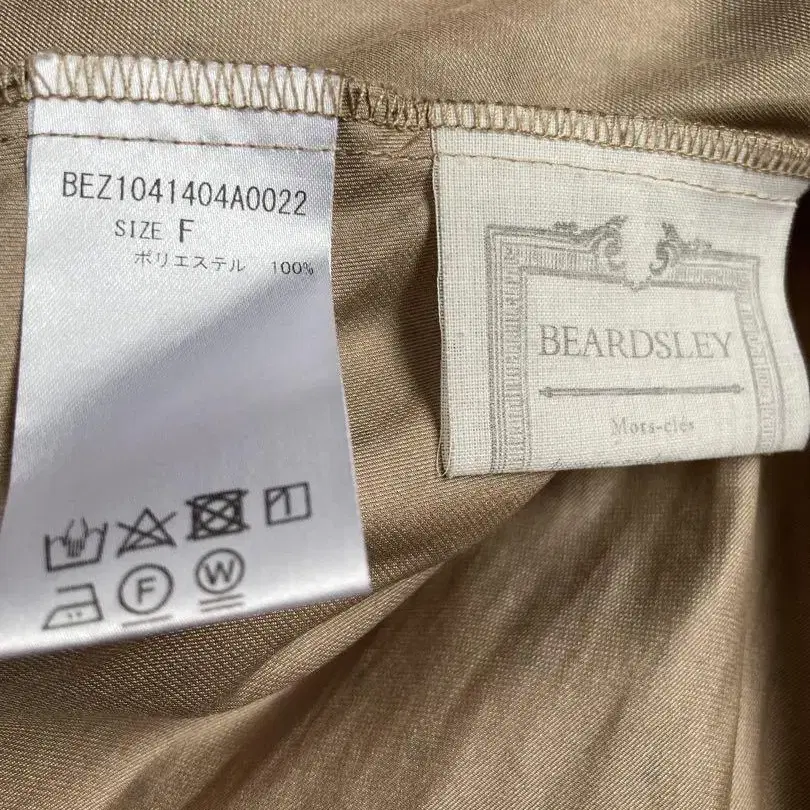 BEZ1041404A0022
SIZE F
ポリエステル 100%
F
W
BEARDSLEY
Mots-clés